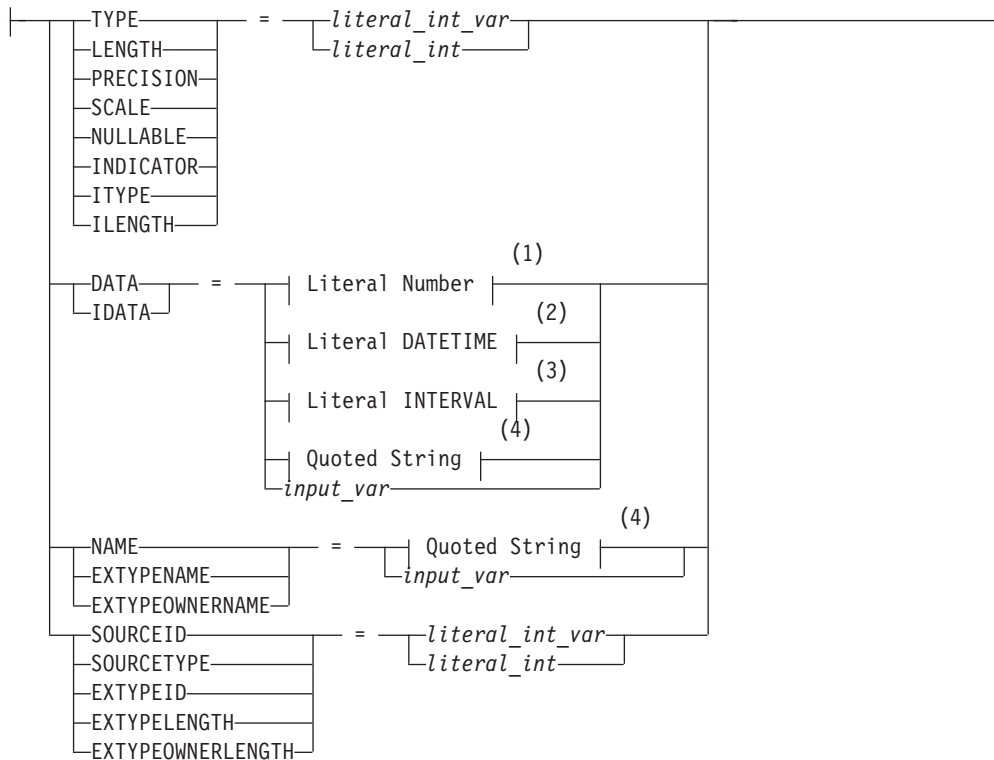 TYPE = literal_int_var
LENGTH literal_int
PRECISION
SCALE
NULLABLE
INDICATOR
ITYPE
ILENGTH
(1)
DATA = Literal Number
IDATA
(2)
Literal DATETIME
(3)
Literal INTERVAL
(4)
Quoted String
input_var
(4)
NAME = Quoted String
EXTYPENAME input_var
EXTYPEOWNERNAME
SOURCEID = literal_int_var
SOURCETYPE literal_int
EXTYPEID
EXTYPELENGTH
EXTYPEOWNERLENGTH